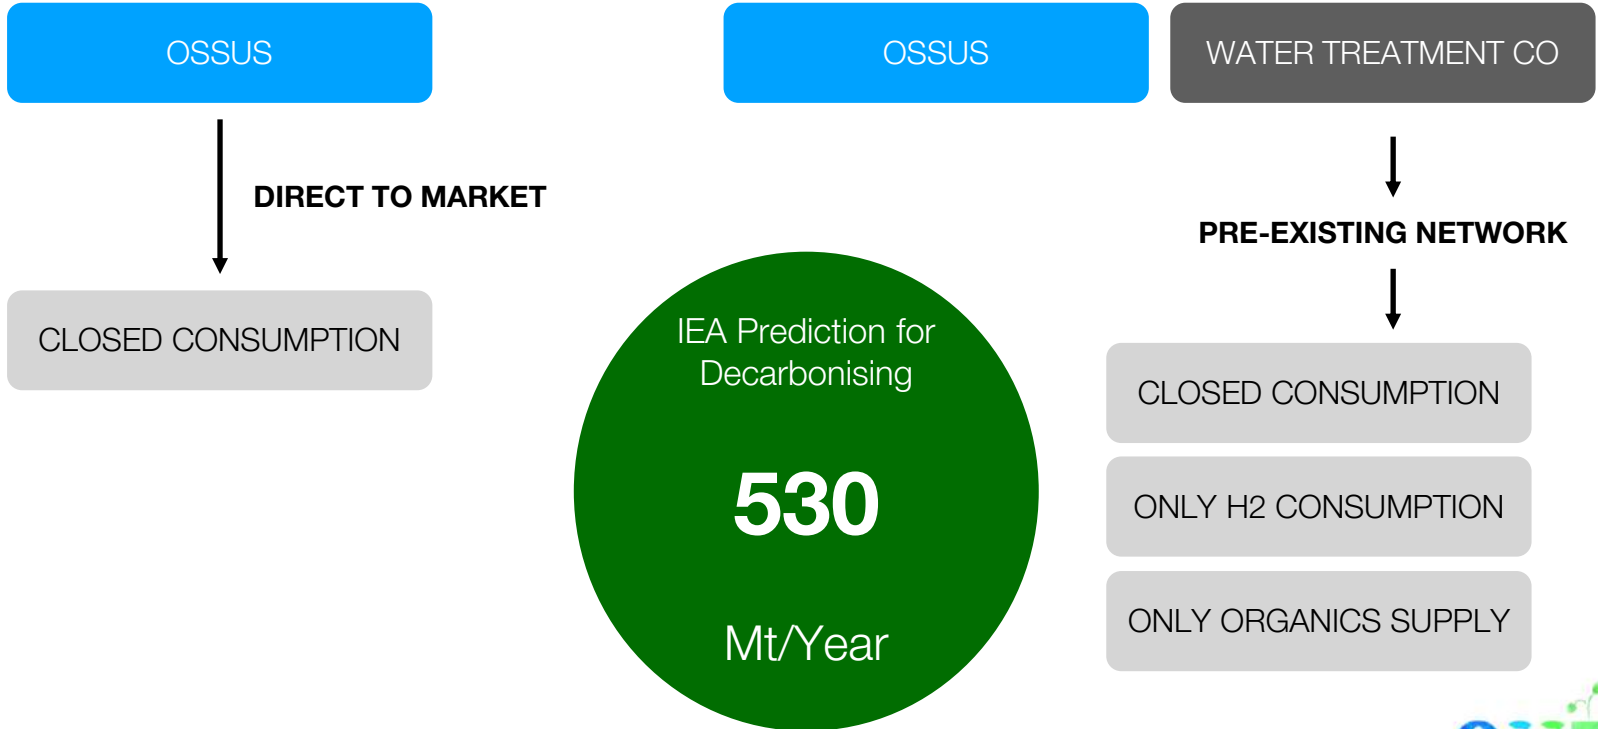 OSSUS
OSSUS
WATER TREATMENT CO
DIRECT TO MARKET
PRE-EXISTING NETWORK
CLOSED CONSUMPTION
IEA Prediction for
Decarbonising
530
Mt/Year
CLOSED CONSUMPTION
ONLY H2 CONSUMPTION
ONLY ORGANICS SUPPLY